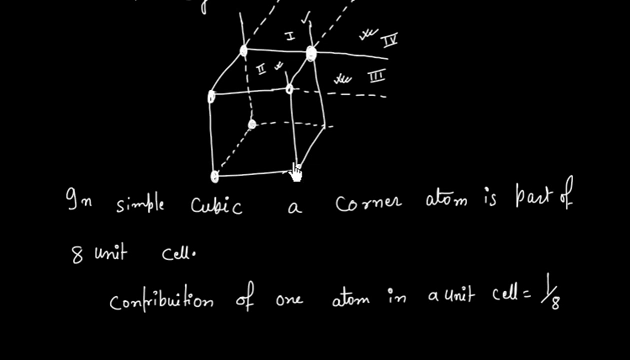 I
IV
II
III
In simple cubic a corner atom is part of
8 unit cell.
Contribuition of one atom in a unit cell = 1/8